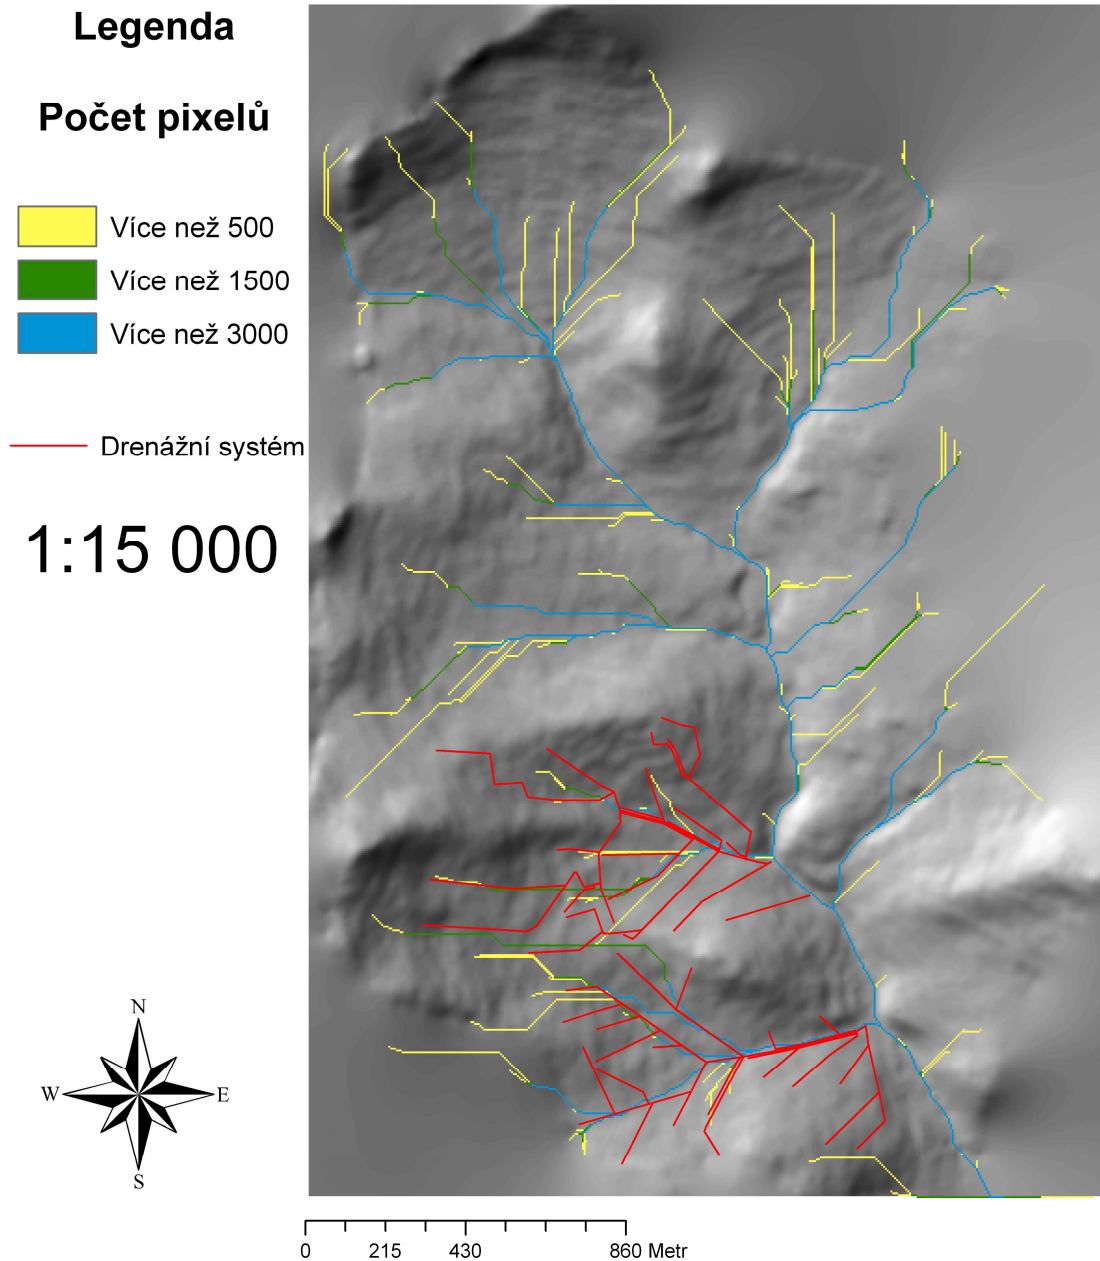 Legenda
Počet pixelů
Více než 500
Více než 1500
Více než 3000
Drenážní systém
1:15 000
N
W E
S
0 215 430 860 Metr